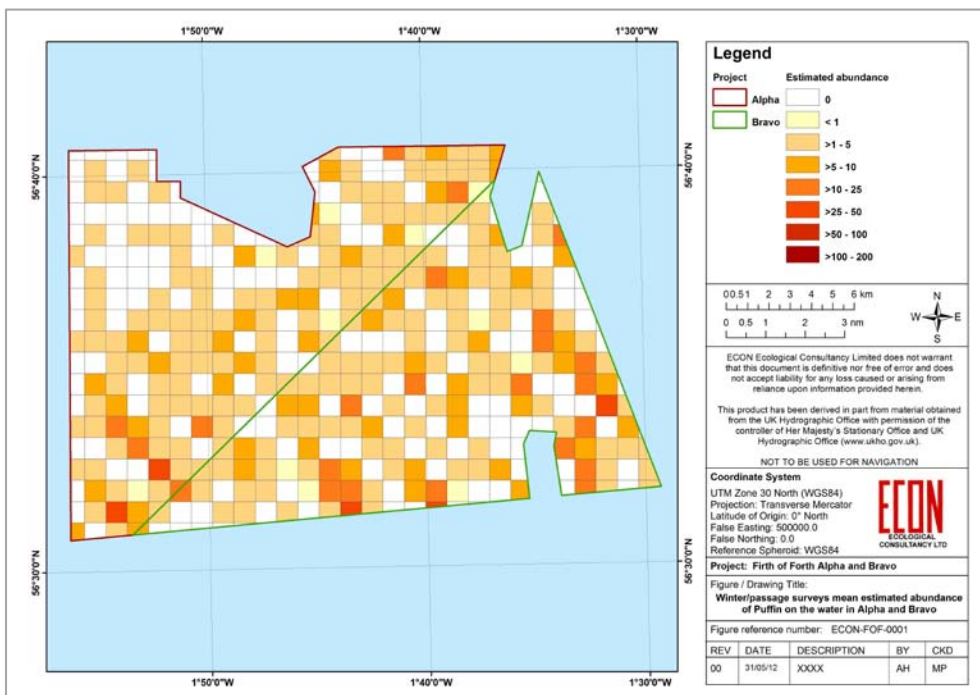 1°50'0"W 1°40'0"W 1°30'0"W
56°40'0"N 56°40'0"N
56°30'0"N 56°30'0"N
1°50'0"W 1°40'0"W 1°30'0"W
Legend
Project Estimated abundance
Alpha 0
Bravo < 1
>1 - 5
>5 - 10
>10 - 25
>25 - 50
>50 - 100
>100 - 200
0 0.5 1 2 3 4 5 6 km
0 0.5 1 2 3 nm
N
W E
S
ECON Ecological Consultancy Limited does not warrant
that this document is definitive nor free of error and does
not accept liability for any loss caused or arising from
reliance upon information provided herein.
This product has been derived in part from material obtained
from the UK Hydrographic Office with permission of the
controller of Her Majesty's Stationary Office and UK
Hydrographic Office (www.ukho.gov.uk).
NOT TO BE USED FOR NAVIGATION
Coordinate System
UTM Zone 30 North (WGS84)
Projection: Transverse Mercator
Latitude of Origin: 0° North
False Easting: 500000.0
False Northing: 0.0
Reference Spheroid: WGS84
ECON
ECOLOGICAL
CONSULTANCY LTD
Project: Firth of Forth Alpha and Bravo
Figure / Drawing Title:
Winter/passage surveys mean estimated abundance
of Puffin on the water in Alpha and Bravo
Figure reference number: ECON-FOF-0001
REV DATE DESCRIPTION BY CKD
00 31/05/12 XXXX AH MP